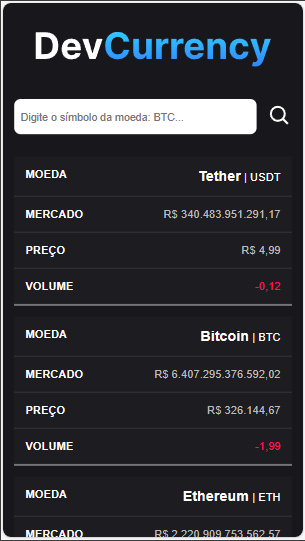 DevCurrency
Digite o símbolo da moeda: BTC...
MOEDA Tether | USDT
MERCADO R$ 340.483.951.291,17
PREÇO R$ 4,99
VOLUME -0,12
MOEDA Bitcoin | BTC
MERCADO R$ 6.407.295.376.592,02
PREÇO R$ 326.144,67
VOLUME -1,99
MOEDA Ethereum | ETH
MERCADO R$ 2.220.909.753.562,57